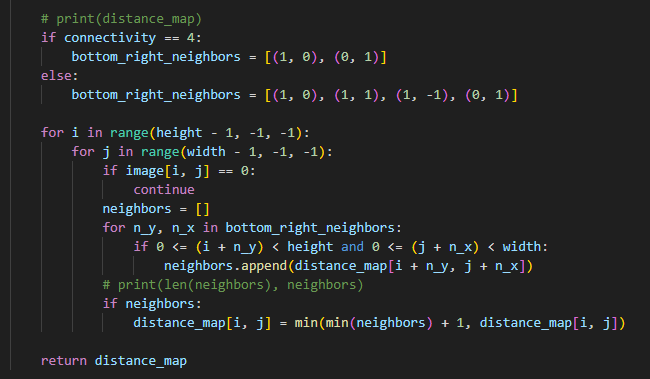 # print(distance_map)
if connectivity == 4:
    bottom_right_neighbors = [(1, 0), (0, 1)]
else:
    bottom_right_neighbors = [(1, 0), (1, 1), (1, -1), (0, 1)]

for i in range(height - 1, -1, -1):
    for j in range(width - 1, -1, -1):
        if image[i, j] == 0:
            continue
        neighbors = []
        for n_y, n_x in bottom_right_neighbors:
            if 0 <= (i + n_y) < height and 0 <= (j + n_x) < width:
                neighbors.append(distance_map[i + n_y, j + n_x])
        # print(len(neighbors), neighbors)
        if neighbors:
            distance_map[i, j] = min(min(neighbors) + 1, distance_map[i, j])

return distance_map